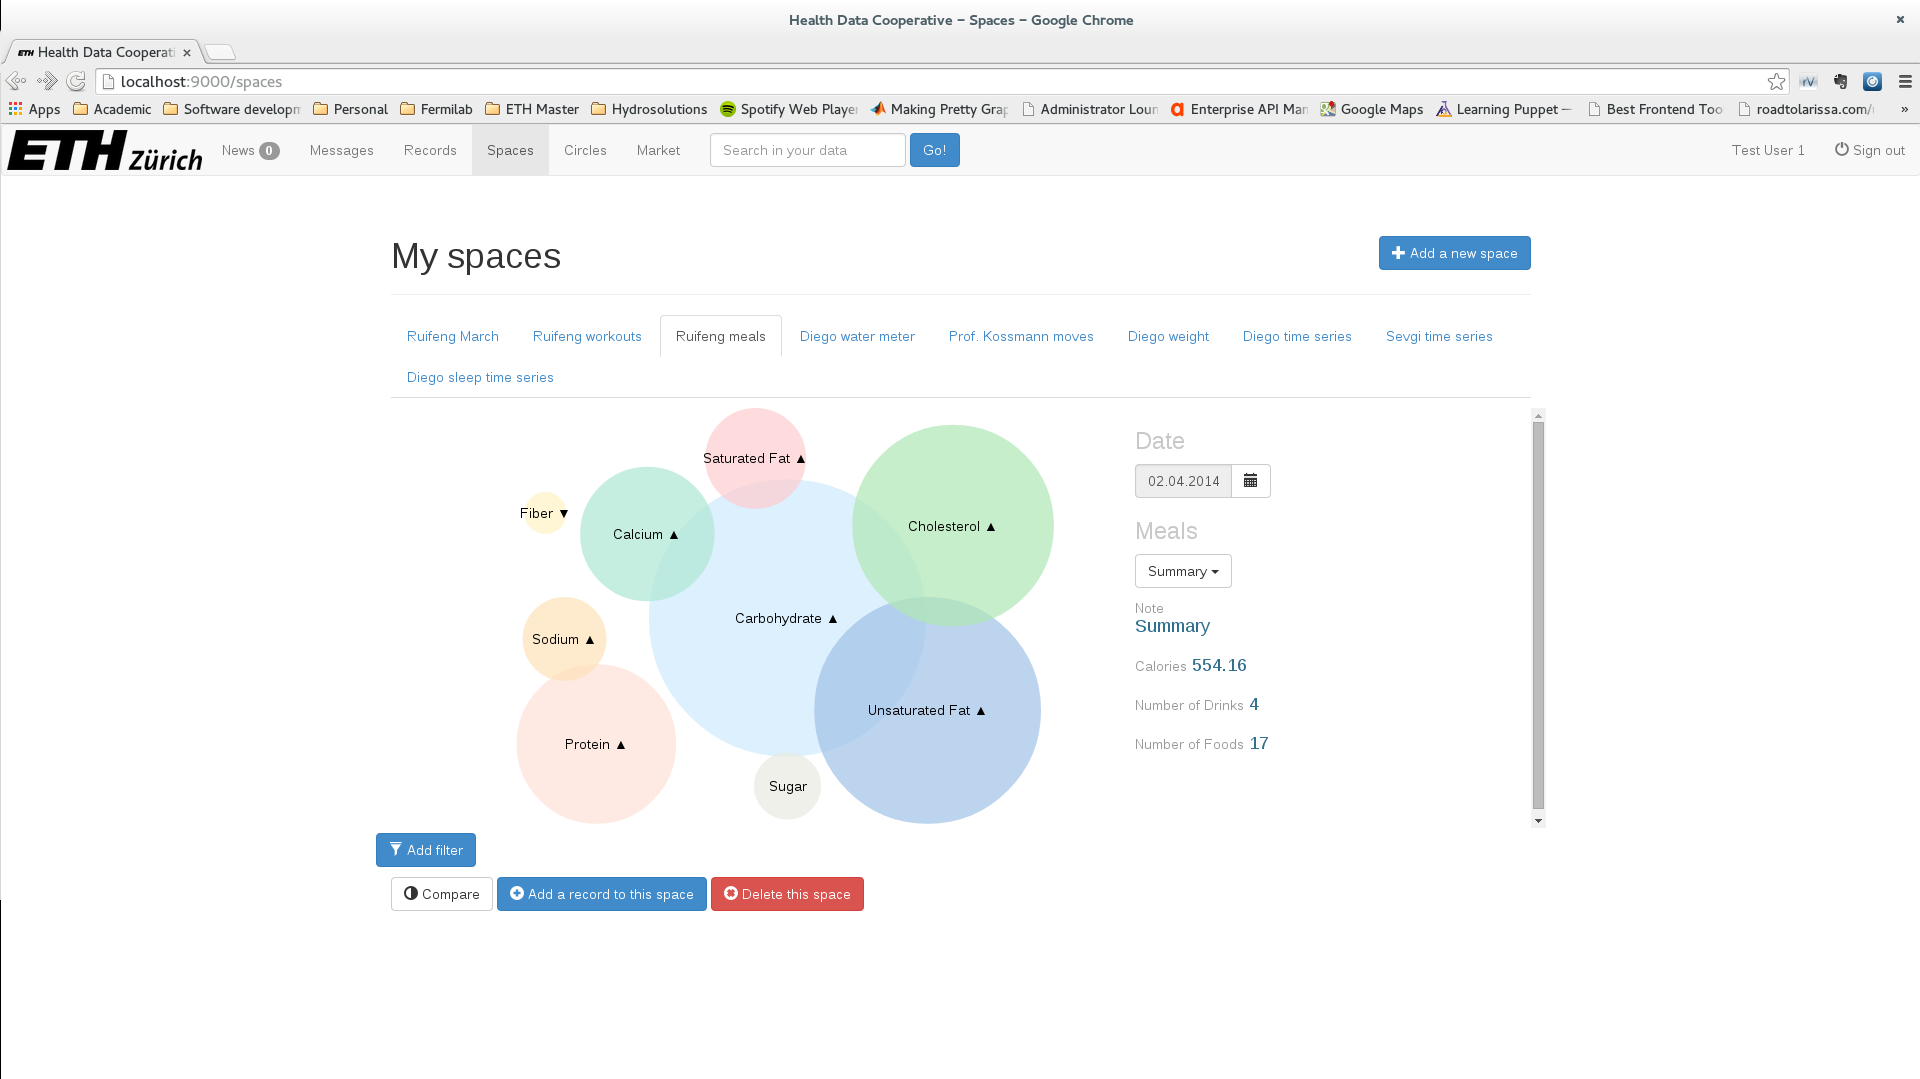 Health Data Cooperative – Spaces – Google Chrome
ETH Health Data Cooperati
localhost:9000/spaces
Apps Academic Software developm Personal Fermilab ETH Master Hydrosolutions Spotify Web Player Making Pretty Grap Administrator Loun Enterprise API Man Google Maps Learning Puppet — Best Frontend Too roadtolarissa.com/ »
ETH Zürich News 0 Messages Records Spaces Circles Market Search in your data Go! Test User 1 Sign out
My spaces
Add a new space
Ruifeng March Ruifeng workouts Ruifeng meals Diego water meter Prof. Kossmann moves Diego weight Diego time series Sevgi time series
Diego sleep time series
Saturated Fat ▲
Fiber ▼
Calcium ▲
Cholesterol ▲
Carbohydrate ▲
Sodium ▲
Unsaturated Fat ▲
Protein ▲
Sugar
Date
02.04.2014
Meals
Summary
Note
Summary
Calories 554.16
Number of Drinks 4
Number of Foods 17
Add filter
Compare Add a record to this space Delete this space